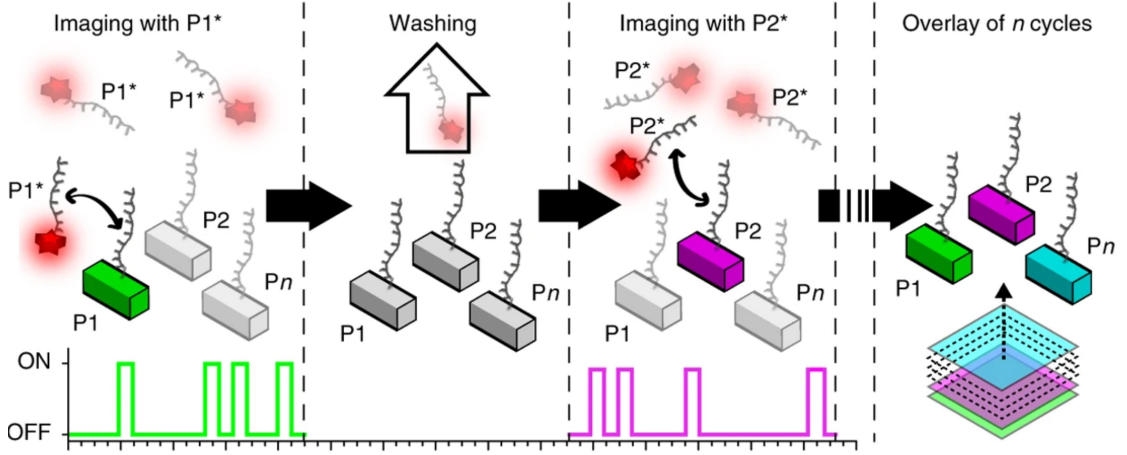 Imaging with P1*
Washing
Imaging with P2*
Overlay of n cycles
P1*
P1*
P1*
P2
Pn
P1
P2
Pn
P1
P2*
P2*
P2*
P2
Pn
P1
P2
Pn
P1
ON
OFF